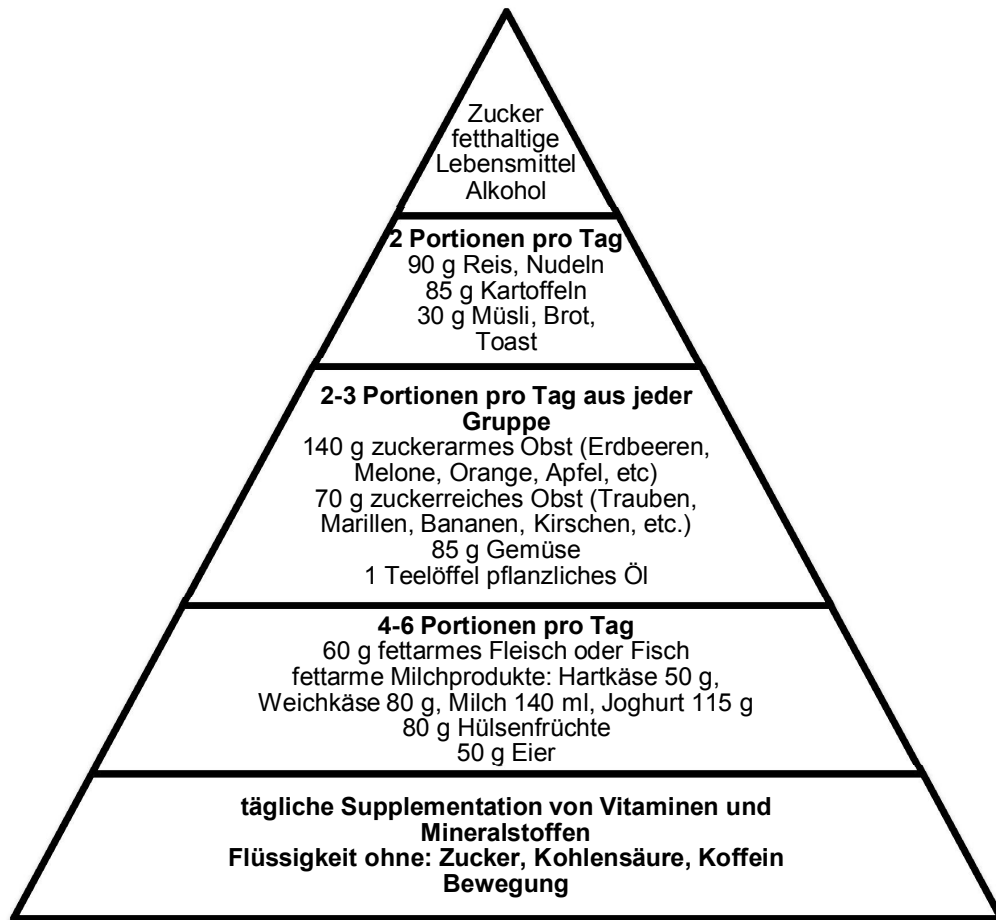 Zucker
fetthaltige
Lebensmittel
Alkohol
2 Portionen pro Tag
90 g Reis, Nudeln
85 g Kartoffeln
30 g Müsli, Brot,
Toast
2-3 Portionen pro Tag aus jeder
Gruppe
140 g zuckerarmes Obst (Erdbeeren,
Melone, Orange, Apfel, etc)
70 g zuckerreiches Obst (Trauben,
Marillen, Bananen, Kirschen, etc.)
85 g Gemüse
1 Teelöffel pflanzliches Öl
4-6 Portionen pro Tag
60 g fettarmes Fleisch oder Fisch
fettarme Milchprodukte: Hartkäse 50 g,
Weichkäse 80 g, Milch 140 ml, Joghurt 115 g
80 g Hülsenfrüchte
50 g Eier
tägliche Supplementation von Vitaminen und
Mineralstoffen
Flüssigkeit ohne: Zucker, Kohlensäure, Koffein
Bewegung